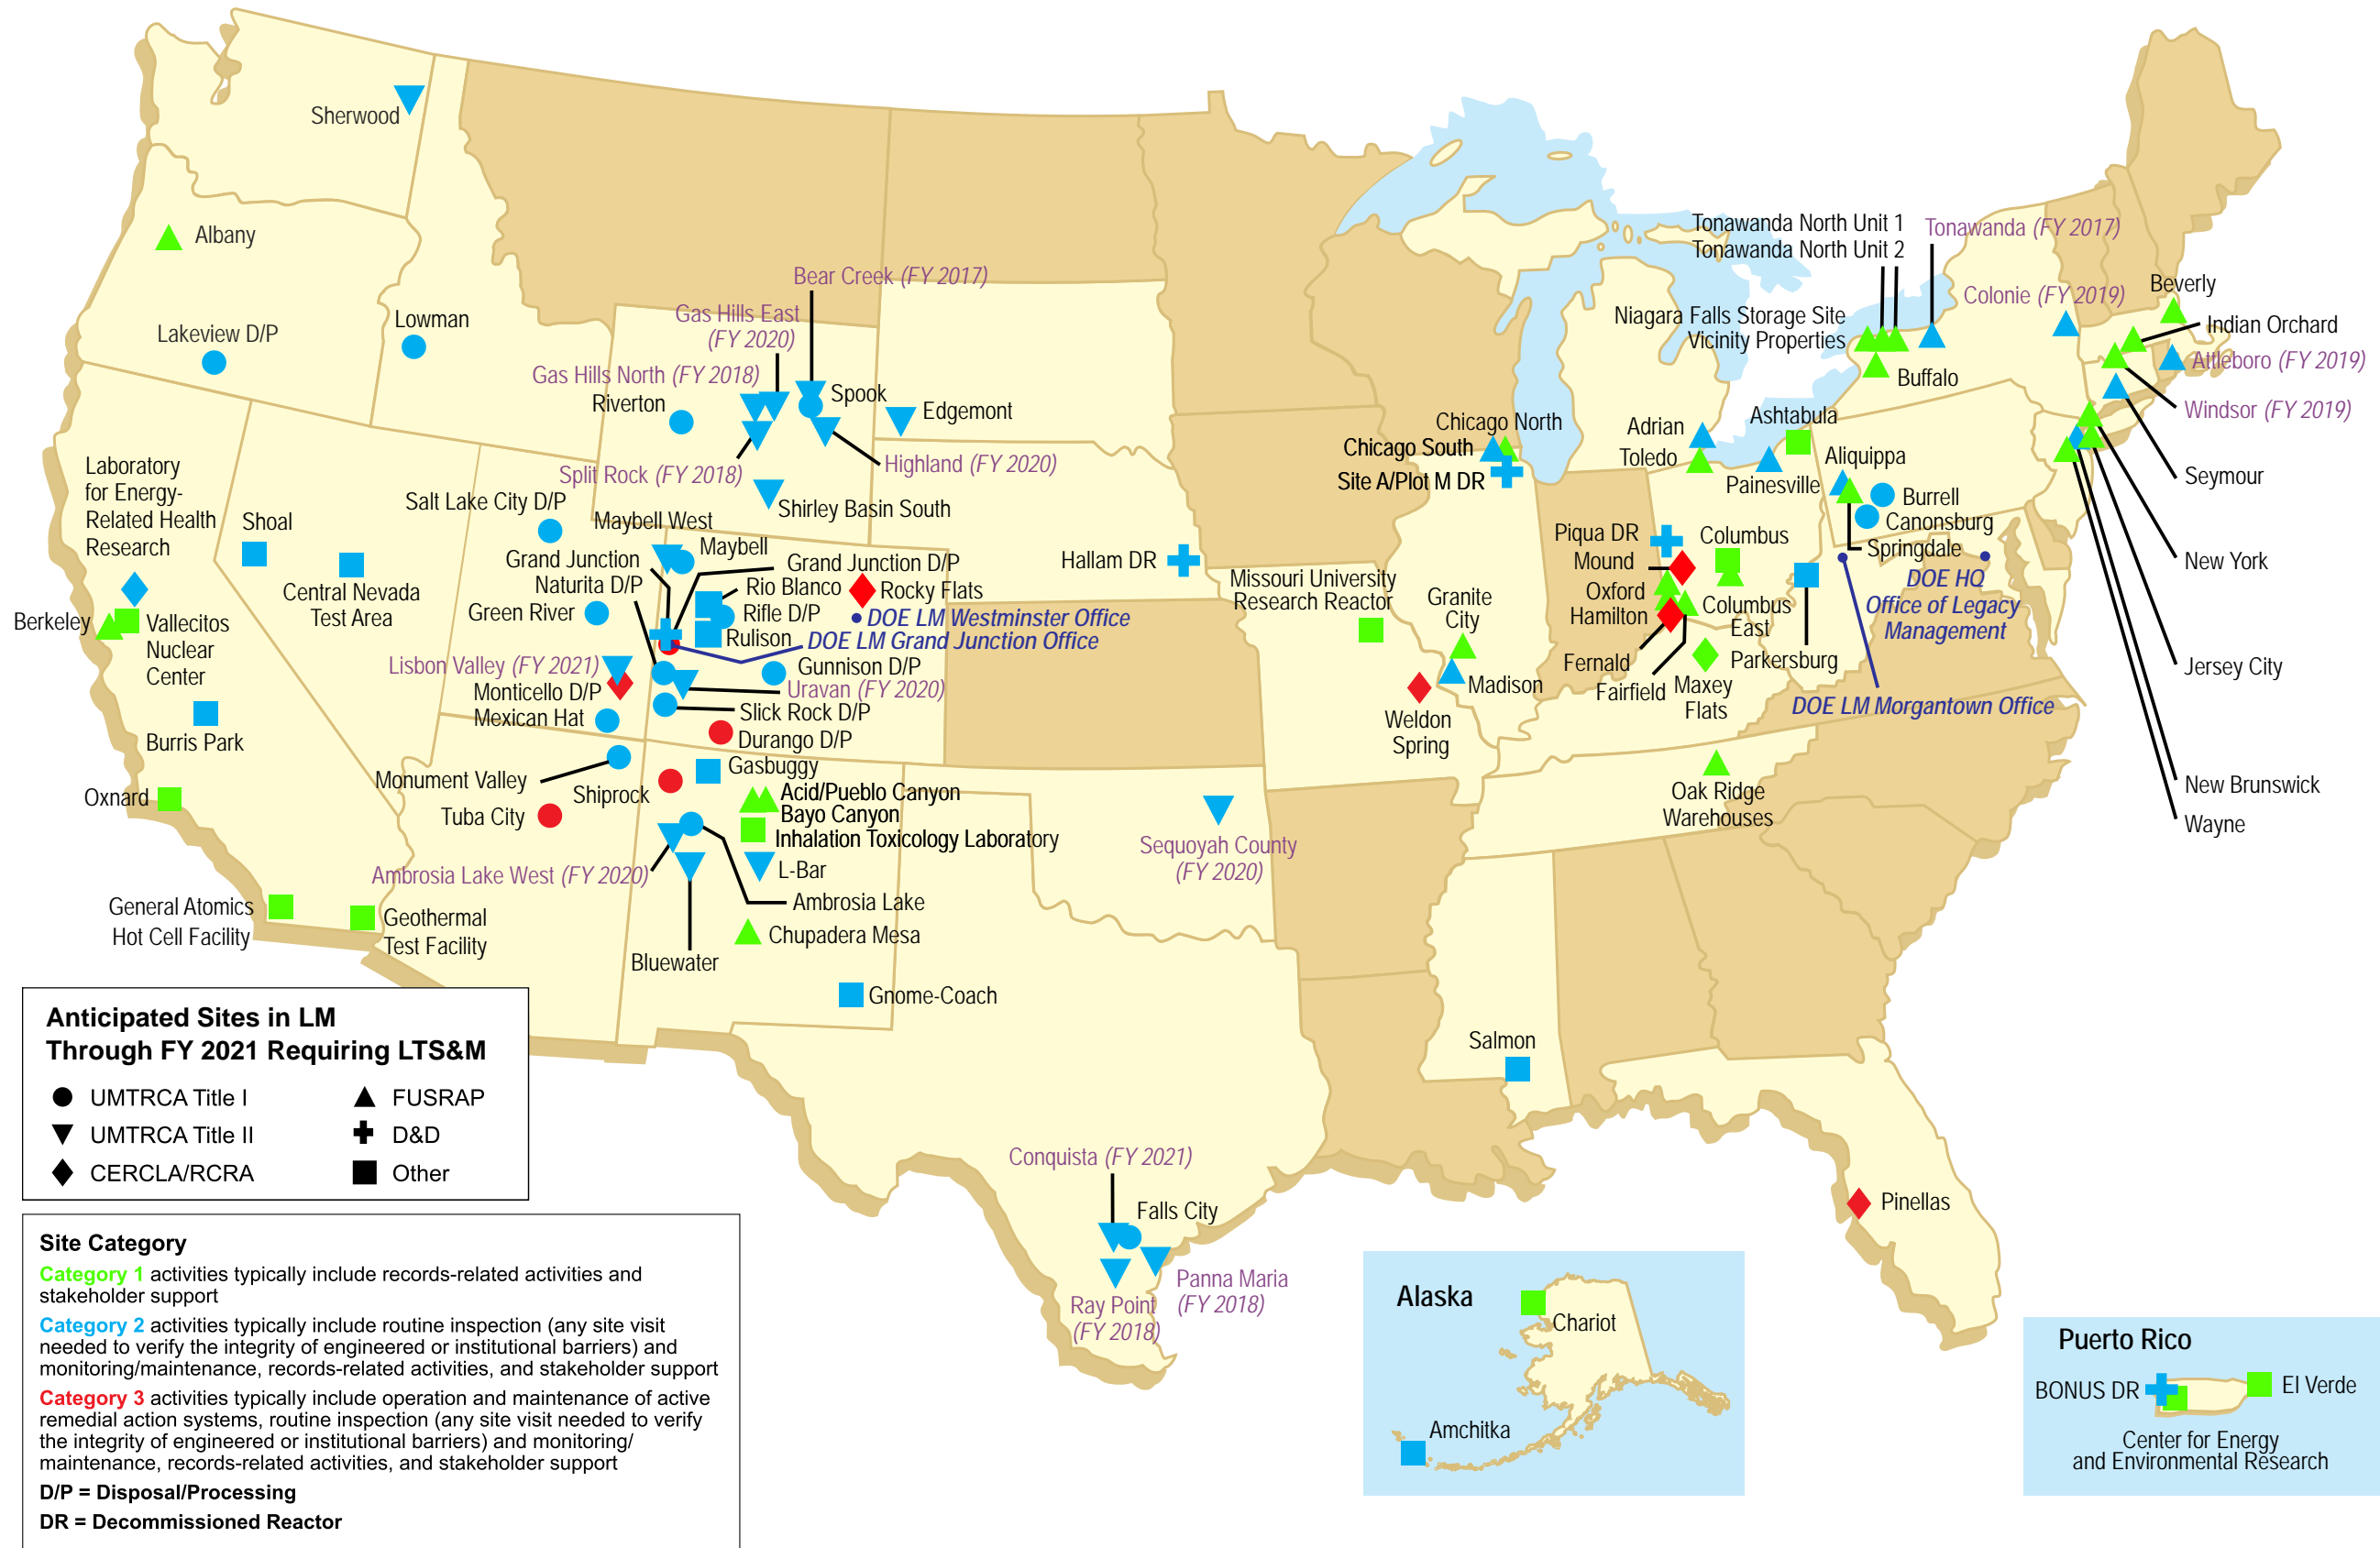 Sherwood
Albany
Lakeview D/P
Lowman
Bear Creek (FY 2017)
Gas Hills East
(FY 2020)
Gas Hills North (FY 2018)
Riverton
Spook
Edgemont
Split Rock (FY 2018)
Highland (FY 2020)
Shirley Basin South
Laboratory
for Energy-
Related Health
Research
Shoal
Central Nevada
Test Area
Salt Lake City D/P
Maybell West
Maybell
Grand Junction
Naturita D/P
Green River
Grand Junction D/P
Rio Blanco
Rocky Flats
Rifle D/P
DOE LM Westminster Office
Rulison
DOE LM Grand Junction Office
Berkeley
Vallecitos
Nuclear
Center
Lisbon Valley (FY 2021)
Gunnison D/P
Uravan (FY 2020)
Monticello D/P
Mexican Hat
Slick Rock D/P
Durango D/P
Burris Park
Oxnard
Monument Valley
Shiprock
Tuba City
Gasbuggy
Acid/Pueblo Canyon
Bayo Canyon
Inhalation Toxicology Laboratory
Ambrosia Lake West (FY 2020)
L-Bar
Ambrosia Lake
Chupadera Mesa
Bluewater
Gnome-Coach
General Atomics
Hot Cell Facility
Geothermal
Test Facility
Hallam DR
Missouri University
Research Reactor
Granite
City
Madison
Weldon
Spring
Sequoyah County
(FY 2020)
Chicago North
Chicago South
Site A/Plot M DR
Tonawanda North Unit 1
Tonawanda North Unit 2
Tonawanda (FY 2017)
Colonie (FY 2019)
Niagara Falls Storage Site
Vicinity Properties
Buffalo
Beverly
Indian Orchard
Attleboro (FY 2019)
Windsor (FY 2019)
Seymour
New York
Jersey City
New Brunswick
Wayne
Adrian
Toledo
Ashtabula
Painesville
Aliquippa
Burrell
Canonsburg
Springdale
Piqua DR
Mound
Oxford
Hamilton
Columbus
Columbus
East
Fernald
Fairfield
Maxey
Flats
Parkersburg
DOE HQ
Office of Legacy
Management
DOE LM Morgantown Office
Oak Ridge
Warehouses
Salmon
Pinellas
Conquista (FY 2021)
Falls City
Panna Maria
(FY 2018)
Ray Point
(FY 2018)
Anticipated Sites in LM
Through FY 2021 Requiring LTS&M
UMTRCA Title I
FUSRAP
UMTRCA Title II
D&D
CERCLA/RCRA
Other
Site Category
Category 1 activities typically include records-related activities and
stakeholder support
Category 2 activities typically include routine inspection (any site visit
needed to verify the integrity of engineered or institutional barriers) and
monitoring/maintenance, records-related activities, and stakeholder support
Category 3 activities typically include operation and maintenance of active
remedial action systems, routine inspection (any site visit needed to verify
the integrity of engineered or institutional barriers) and monitoring/
maintenance, records-related activities, and stakeholder support
D/P = Disposal/Processing
DR = Decommissioned Reactor
Alaska
Chariot
Amchitka
Puerto Rico
BONUS DR
El Verde
Center for Energy
and Environmental Research